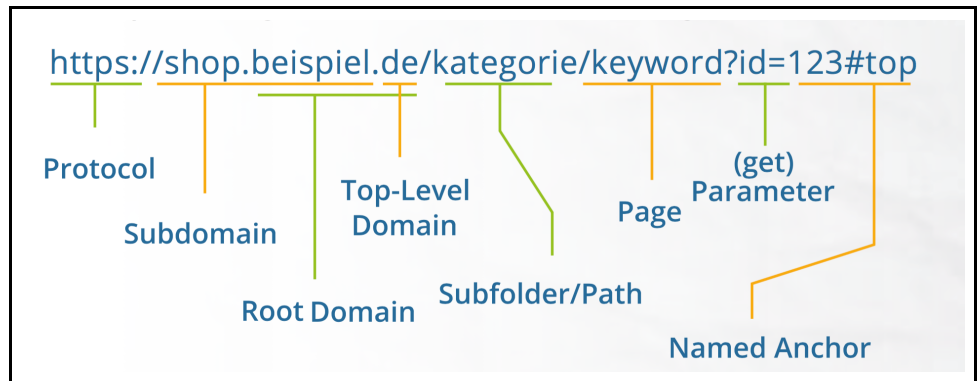 https://shop.beispiel.de/kategorie/keyword?id=123#top
Protocol
Subdomain
Root Domain
Top-Level
Domain
Subfolder/Path
Page
(get)
Parameter
Named Anchor